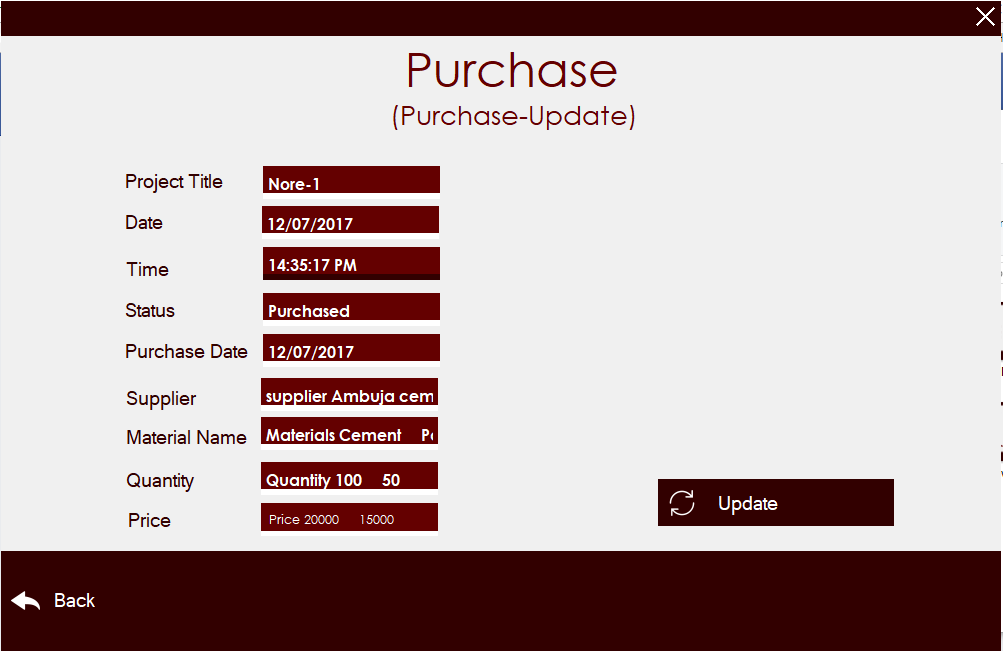 Purchase
(Purchase-Update)
Project Title Nore-1
Date 12/07/2017
Time 14:35:17 PM
Status Purchased
Purchase Date 12/07/2017
Supplier supplier Ambuja cem
Material Name Materials Cement
Quantity Quantity 100 50
Price Price 20000 15000
Update
Back